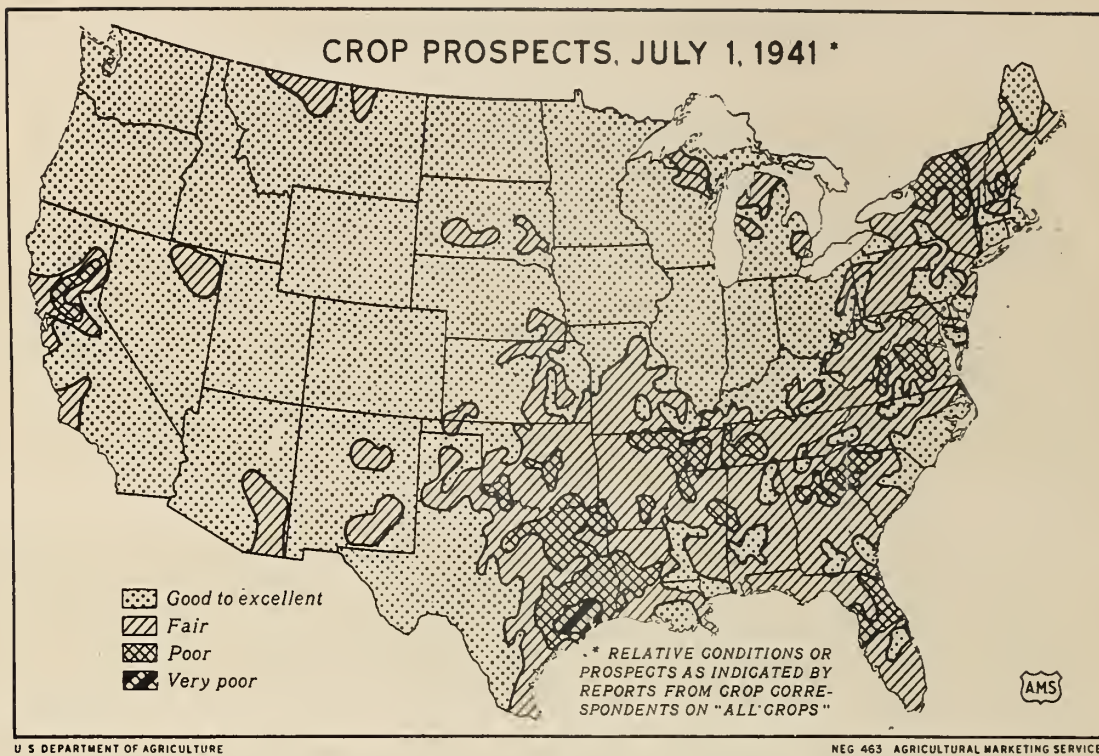 CROP PROSPECTS, JULY 1, 1941 *
Good to excellent
Fair
Poor
Very poor
* RELATIVE CONDITIONS OR
PROSPECTS AS INDICATED BY
REPORTS FROM CROP CORRE-
SPONDENTS ON "ALL CROPS"
AMS
U S DEPARTMENT OF AGRICULTURE
NEG 463 AGRICULTURAL MARKETING SERVICE